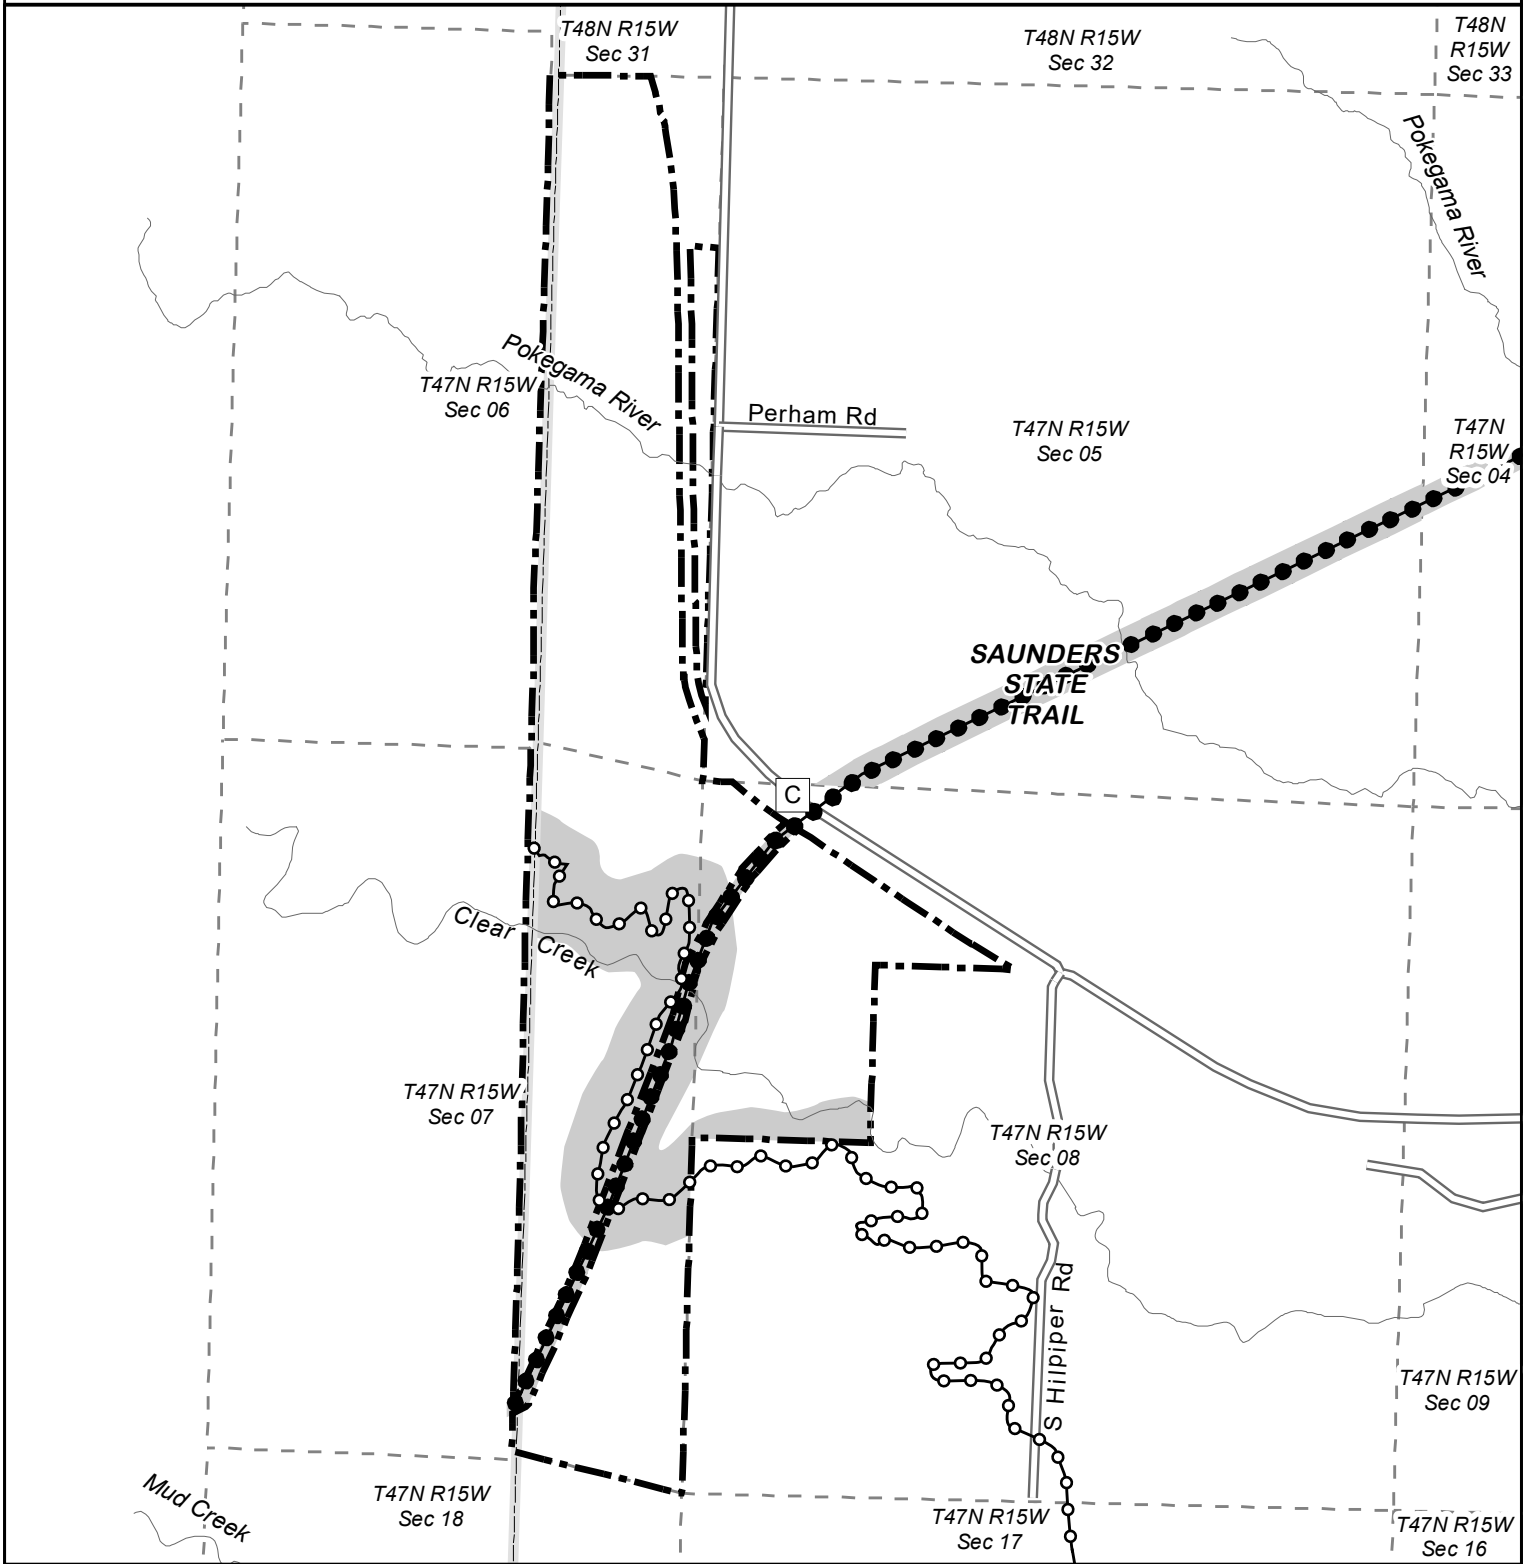 T48N R15W
Sec 31
T48N R15W
Sec 32
T48N
R15W
Sec 33
Pokegama River
Pokegama River
T47N R15W
Sec 06
Perham Rd
T47N R15W
Sec 05
T47N
R15W
Sec 04
SAUNDERS
STATE
TRAIL
C
Clear Creek
T47N R15W
Sec 07
T47N R15W
Sec 08
S Hilpiper Rd
T47N R15W
Sec 09
Mud Creek
T47N R15W
Sec 18
T47N R15W
Sec 17
T47N R15W
Sec 16